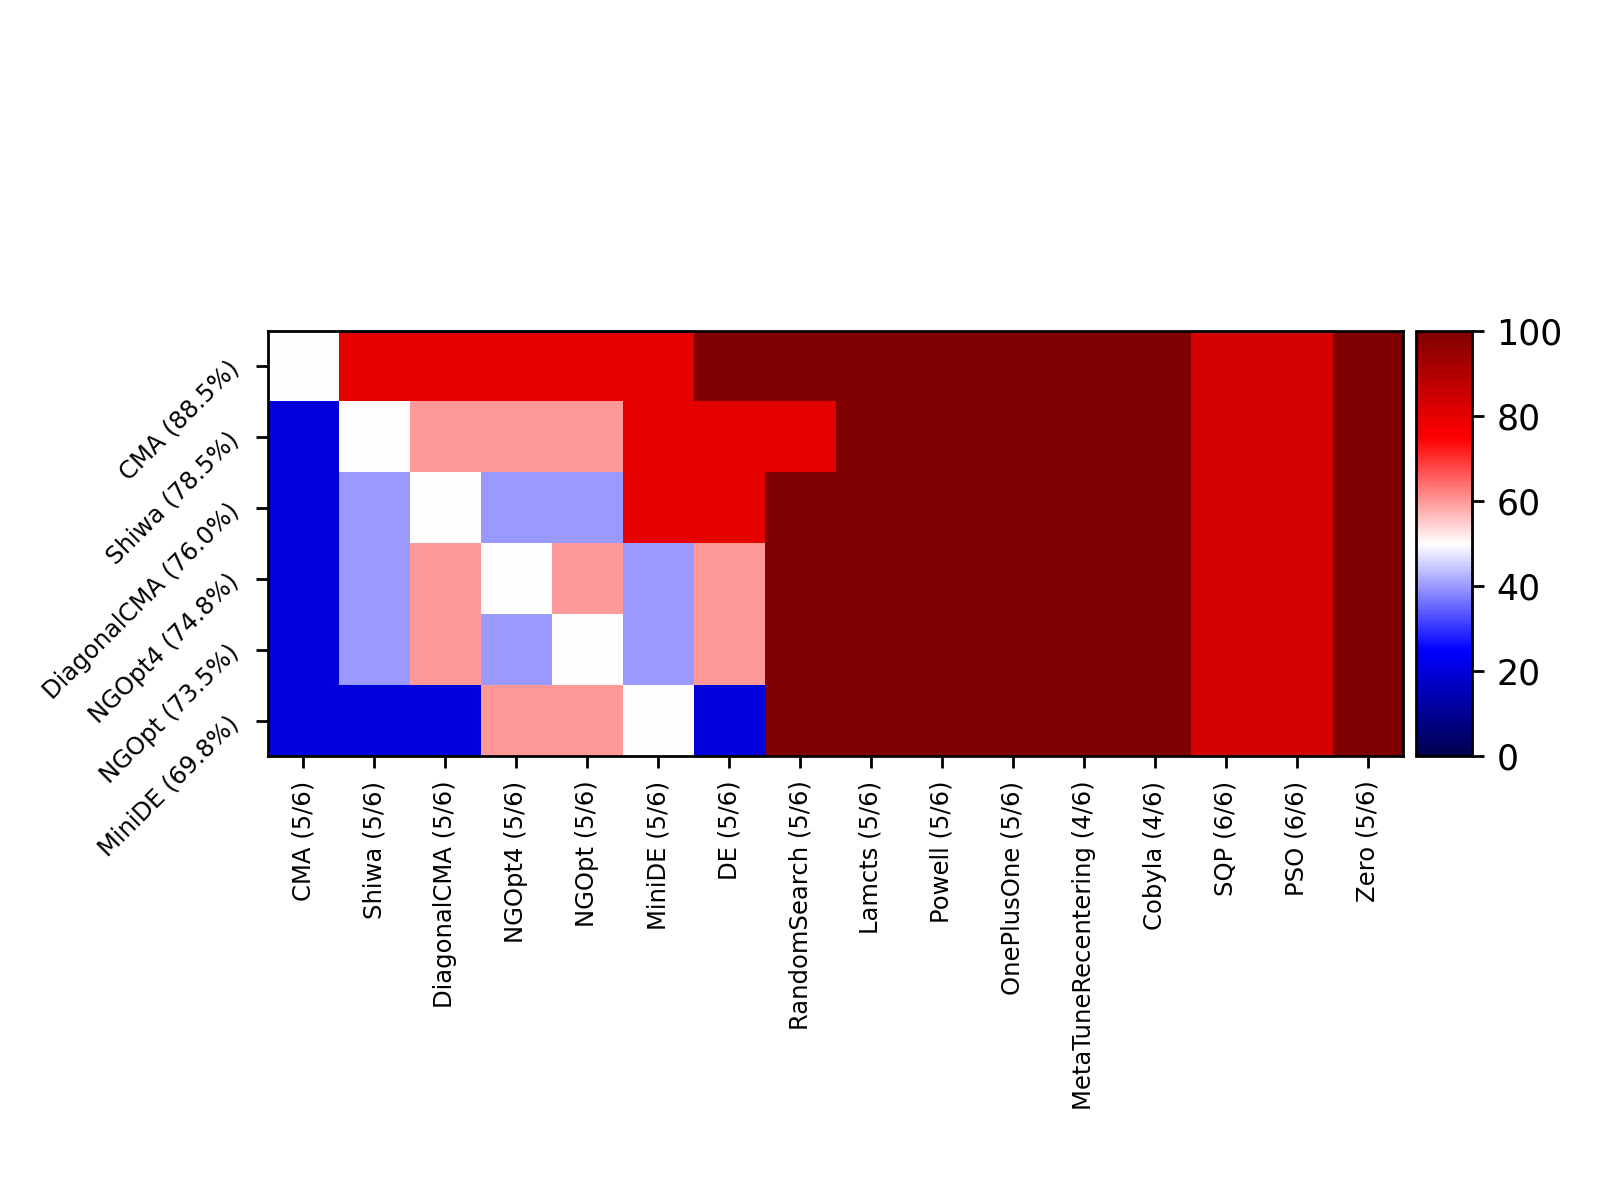 CMA (88.5%)
Shiwa (78.5%)
DiagonalCMA (76.0%)
NGOpt4 (74.8%)
NGOpt (73.5%)
MiniDE (69.8%)
CMA (5/6)
Shiwa (5/6)
DiagonalCMA (5/6)
NGOpt4 (5/6)
NGOpt (5/6)
MiniDE (5/6)
DE (5/6)
RandomSearch (5/6)
Lamcts (5/6)
Powell (5/6)
OnePlusOne (5/6)
MetaTuneRecentering (4/6)
Cobyla (4/6)
SQP (6/6)
PSO (6/6)
Zero (5/6)
100
80
60
40
20
0